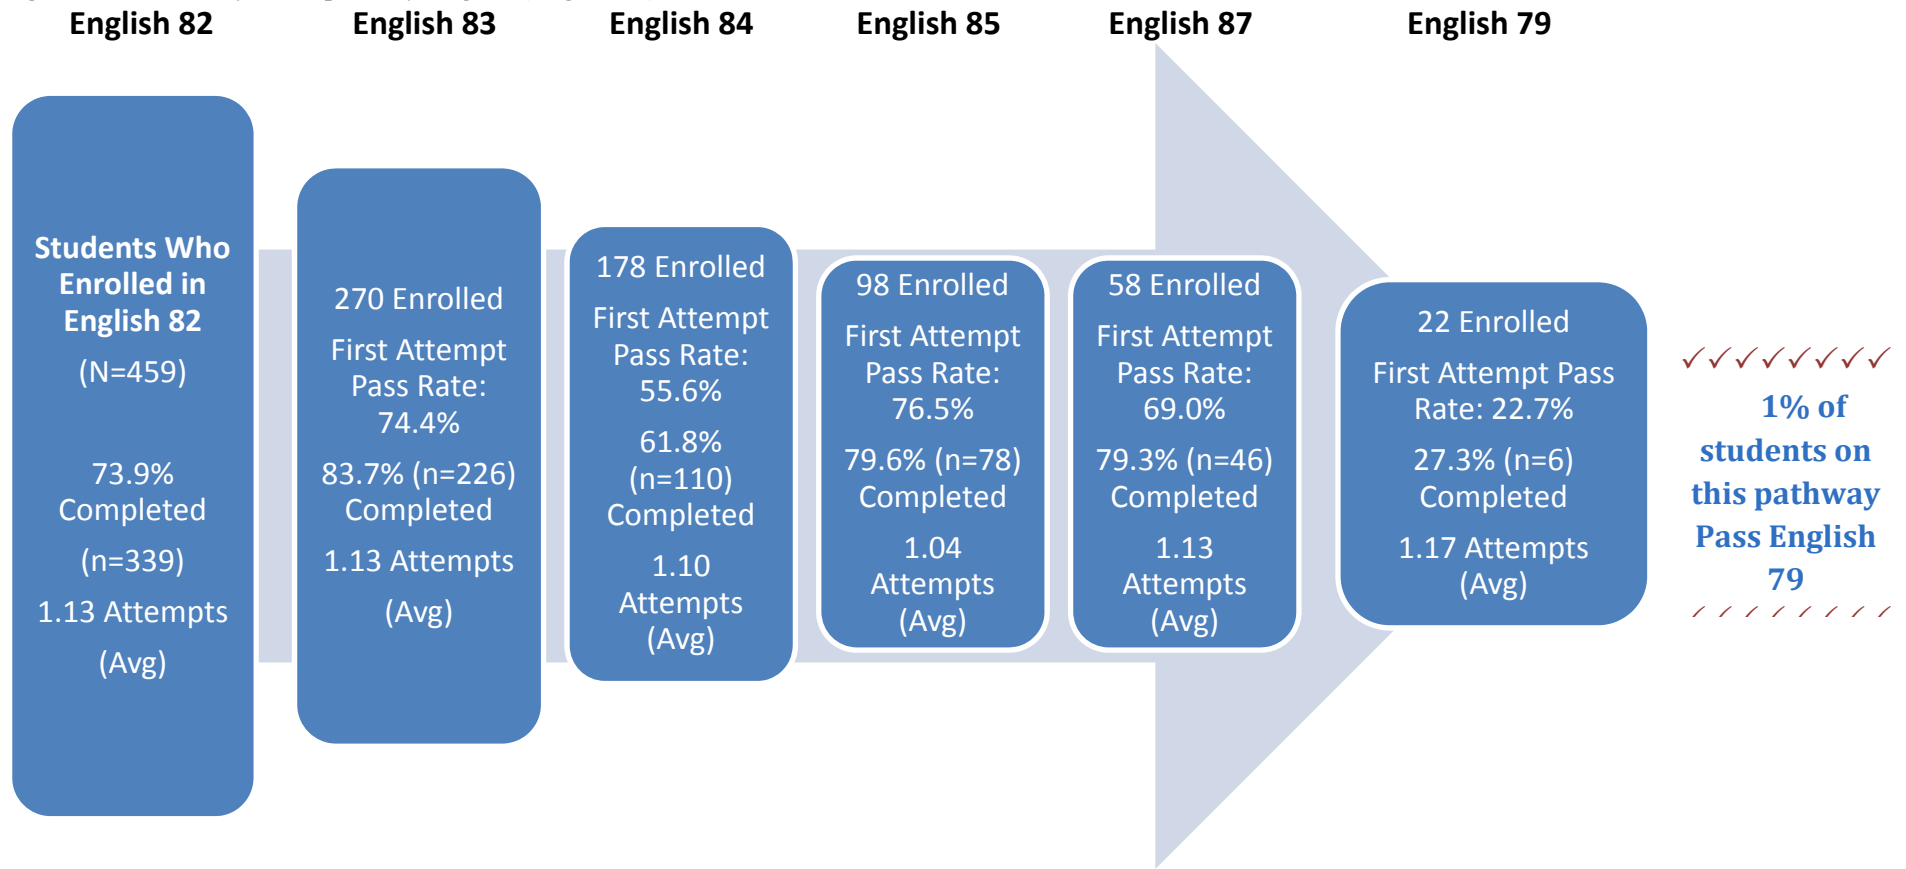 English 82
English 83
English 84
English 85
English 87
English 79
Students Who
Enrolled in
English 82
(N=459)
73.9%
Completed
(n=339)
1.13 Attempts
(Avg)
270 Enrolled
First Attempt
Pass Rate:
74.4%
83.7% (n=226)
Completed
1.13 Attempts
(Avg)
178 Enrolled
First Attempt
Pass Rate:
55.6%
61.8%
(n=110)
Completed
1.10
Attempts
(Avg)
98 Enrolled
First Attempt
Pass Rate:
76.5%
79.6% (n=78)
Completed
1.04
Attempts
(Avg)
58 Enrolled
First Attempt
Pass Rate:
69.0%
79.3% (n=46)
Completed
1.13
Attempts
(Avg)
22 Enrolled
First Attempt Pass
Rate: 22.7%
27.3% (n=6)
Completed
1.17 Attempts
(Avg)
1% of
students on
this pathway
Pass English
79